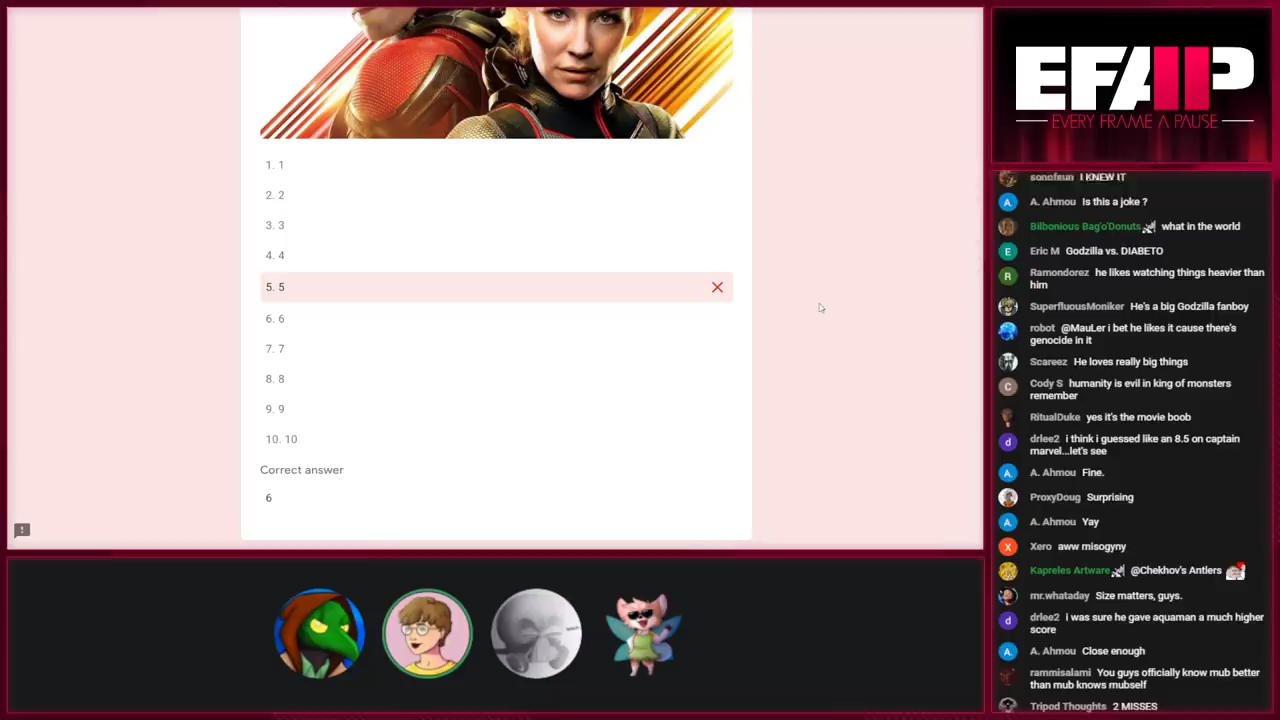 1. 1
2. 2
3. 3
4. 4
5. 5
6. 6
7. 7
8. 8
9. 9
10. 10
Correct answer
6
EFAP
EVERY FRAME A PAUSE
sonofsun I KNEW IT
A. Ahmou Is this a joke ?
Bilbonious Bag'o'Donuts what in the world
Eric M Godzilla vs. DIABETO
Ramondorez he likes watching things heavier than
him
SuperfluousMoniker He's a big Godzilla fanboy
robot @MauLer i bet he likes it cause there's
genocide in it
Scareez He loves really big things
Cody S humanity is evil in king of monsters
remember
RitualDuke yes it's the movie boob
drlee2 i think i guessed like an 8.5 on captain
marvel...let's see
A. Ahmou Fine.
ProxyDoug Surprising
A. Ahmou Yay
Xero aww misogyny
Kapreles Artware @Chekhov's Antlers
mr.whataday Size matters, guys.
drlee2 I was sure he gave aquaman a much higher
score
A. Ahmou Close enough
rammisalami You guys officially know mub better
than mub knows mubself
Tripod Thoughts 2 MISSES